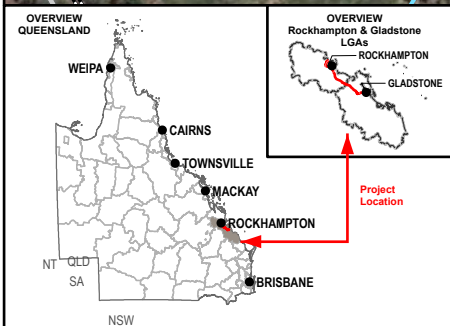 OVERVIEW
QUEENSLAND
WEIPA
CAIRNS
TOWNSVILLE
MACKAY
ROCKHAMPTON
BRISBANE
NT QLD
SA
NSW
OVERVIEW
Rockhampton & Gladstone
LGAs
ROCKHAMPTON
GLADSTONE
Project
Location